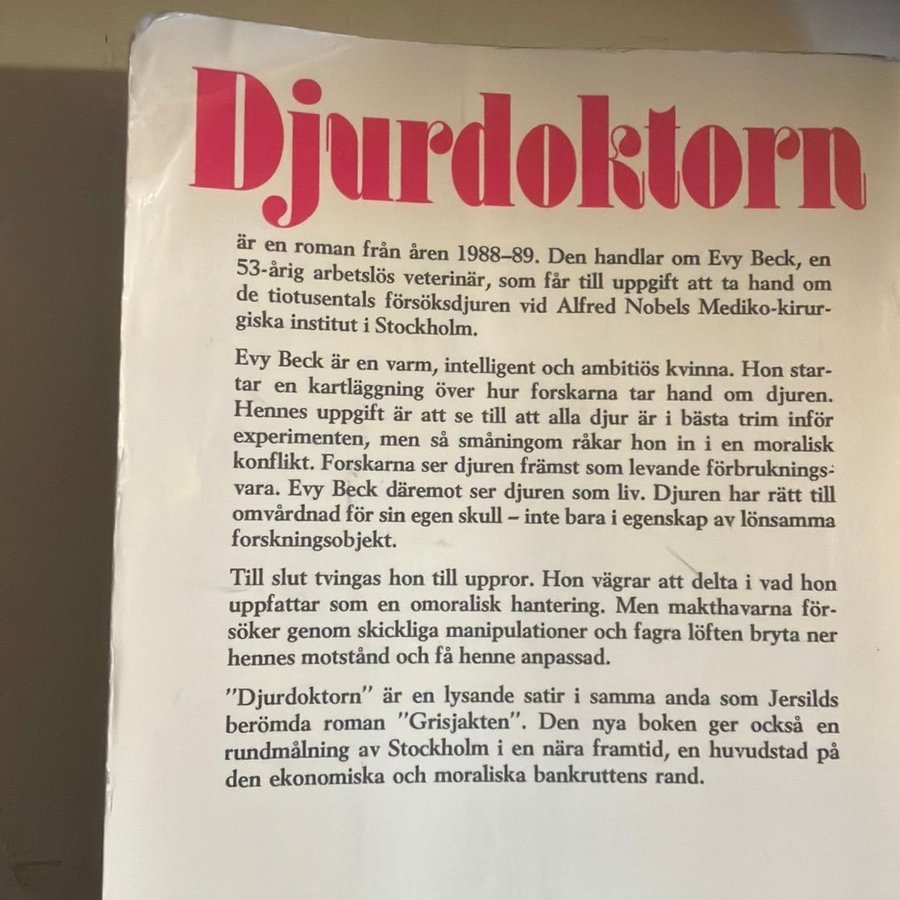 Djurdoktorn
är en roman från åren 1988–89. Den handlar om Evy Beck, en
53-årig arbetslös veterinär, som får till uppgift att ta hand om
de tiotusentals försöksdjuren vid Alfred Nobels Mediko-kirur-
giska institut i Stockholm.
Evy Beck är en varm, intelligent och ambitiös kvinna. Hon star-
tar en kartläggning över hur forskarna tar hand om djuren.
Hennes uppgift är att se till att alla djur är i bästa trim inför
experimenten, men så småningom råkar hon in i en moralisk
konflikt. Forskarna ser djuren främst som levande förbruknings-
vara. Evy Beck däremot ser djuren som liv. Djuren har rätt till
omvårdnad för sin egen skull – inte bara i egenskap av lönsamma
forskningsobjekt.
Till slut tvingas hon till uppror. Hon vägrar att delta i vad hon
uppfattar som en omoralisk hantering. Men makthavarna för-
söker genom skickliga manipulationer och fagra löften bryta ner
hennes motstånd och få henne anpassad.
"Djurdoktorn" är en lysande satir i samma anda som Jersilds
berömda roman "Grisjakten". Den nya boken ger också en
rundmålning av Stockholm i en nära framtid, en huvudstad på
den ekonomiska och moraliska bankruttens rand.